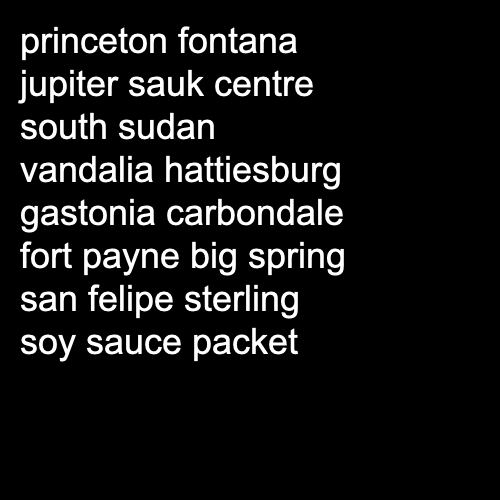 princeton fontana
jupiter sauk centre
south sudan
vandalia hattiesburg
gastonia carbondale
fort payne big spring
san felipe sterling
soy sauce packet